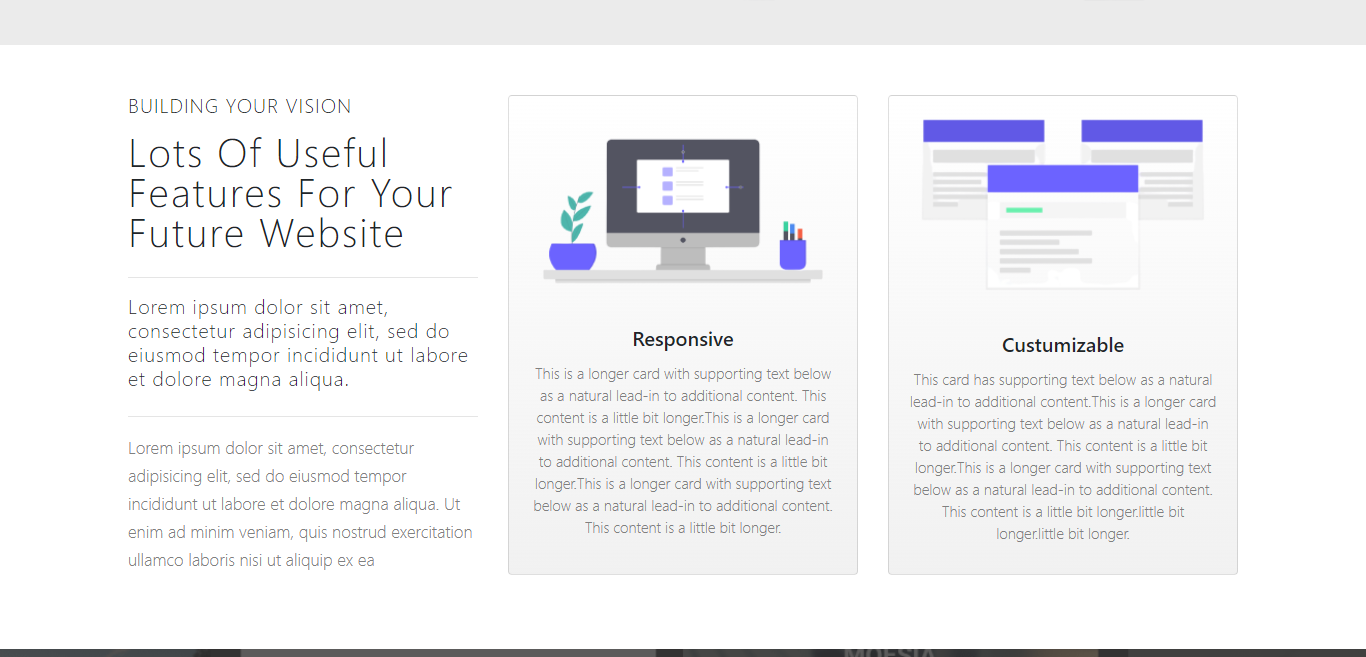 BUILDING YOUR VISION
Lots Of Useful
Features For Your
Future Website
Lorem ipsum dolor sit amet,
consectetur adipisicing elit, sed do
eiusmod tempor incididunt ut labore
et dolore magna aliqua.
Lorem ipsum dolor sit amet, consectetur
adipisicing elit, sed do eiusmod tempor
incididunt ut labore et dolore magna aliqua. Ut
enim ad minim veniam, quis nostrud exercitation
ullamco laboris nisi ut aliquip ex ea
Responsive
This is a longer card with supporting text below
as a natural lead-in to additional content. This
content is a little bit longer.This is a longer card
with supporting text below as a natural lead-in
to additional content. This content is a little bit
longer.This is a longer card with supporting text
below as a natural lead-in to additional content.
This content is a little bit longer.
Custumizable
This card has supporting text below as a natural
lead-in to additional content.This is a longer card
with supporting text below as a natural lead-in
to additional content. This content is a little bit
longer.This is a longer card with supporting text
below as a natural lead-in to additional content.
This content is a little bit longer.little bit
longer.little bit longer.